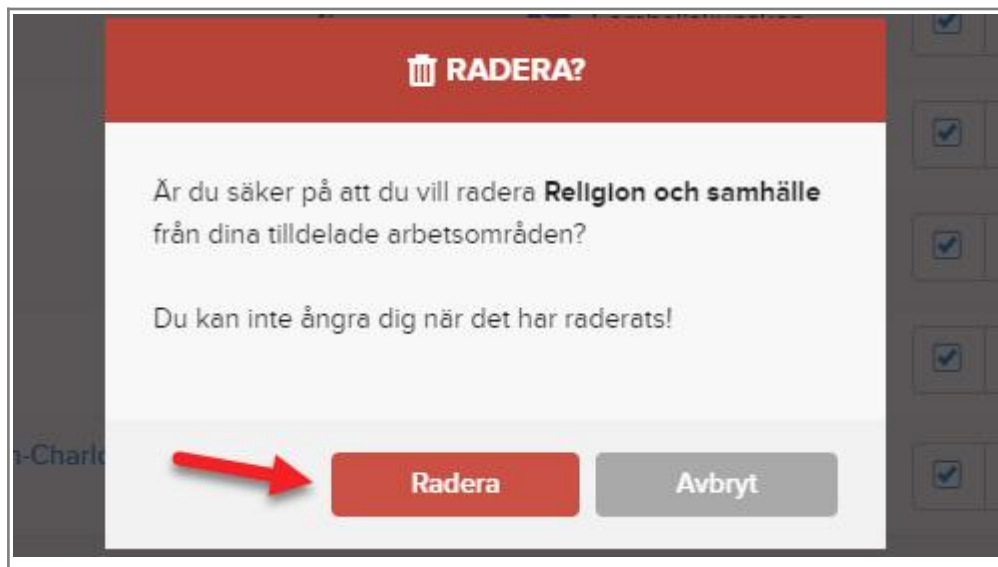 RADERA?
Är du säker på att du vill radera Religion och samhälle
från dina tilldelade arbetsområden?
Du kan inte ångra dig när det har raderats!
Radera
Avbryt